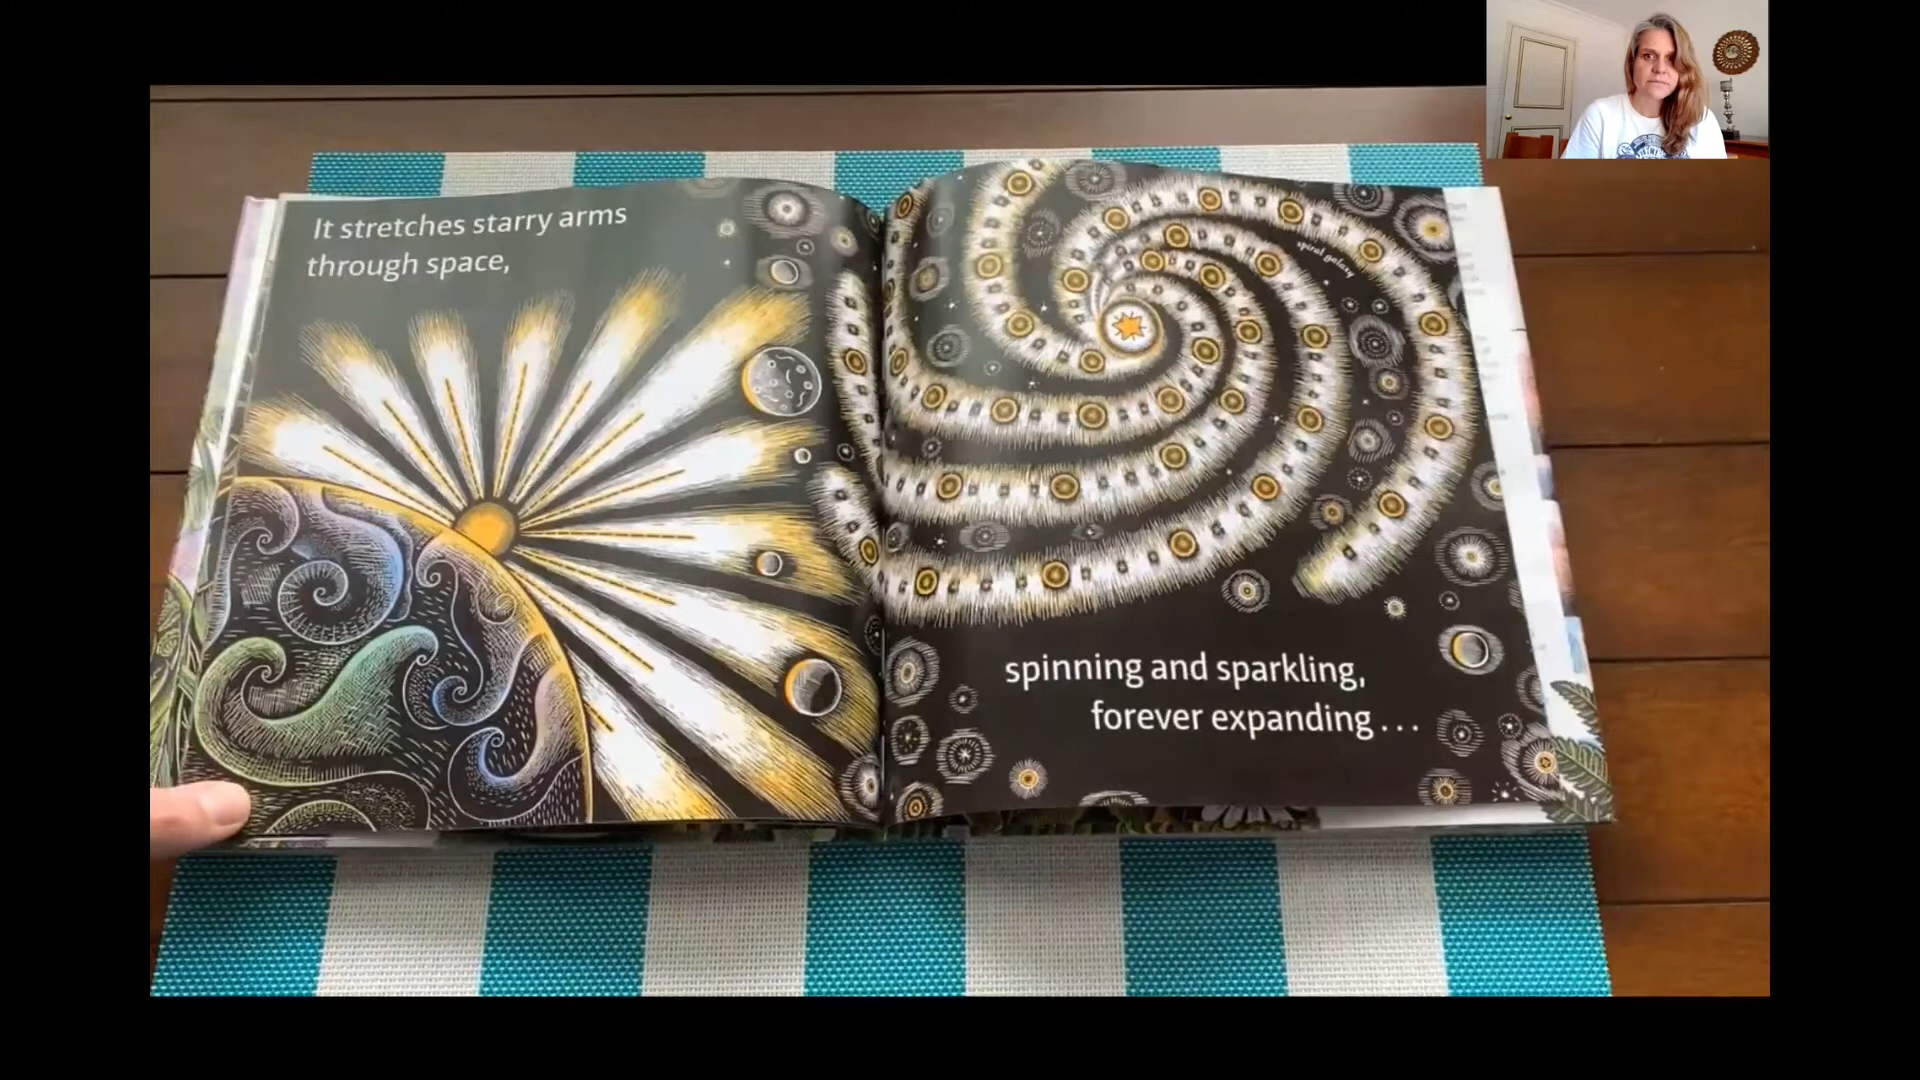 It stretches starry arms
through space,
spiral galaxy
spinning and sparkling,
forever expanding . . .